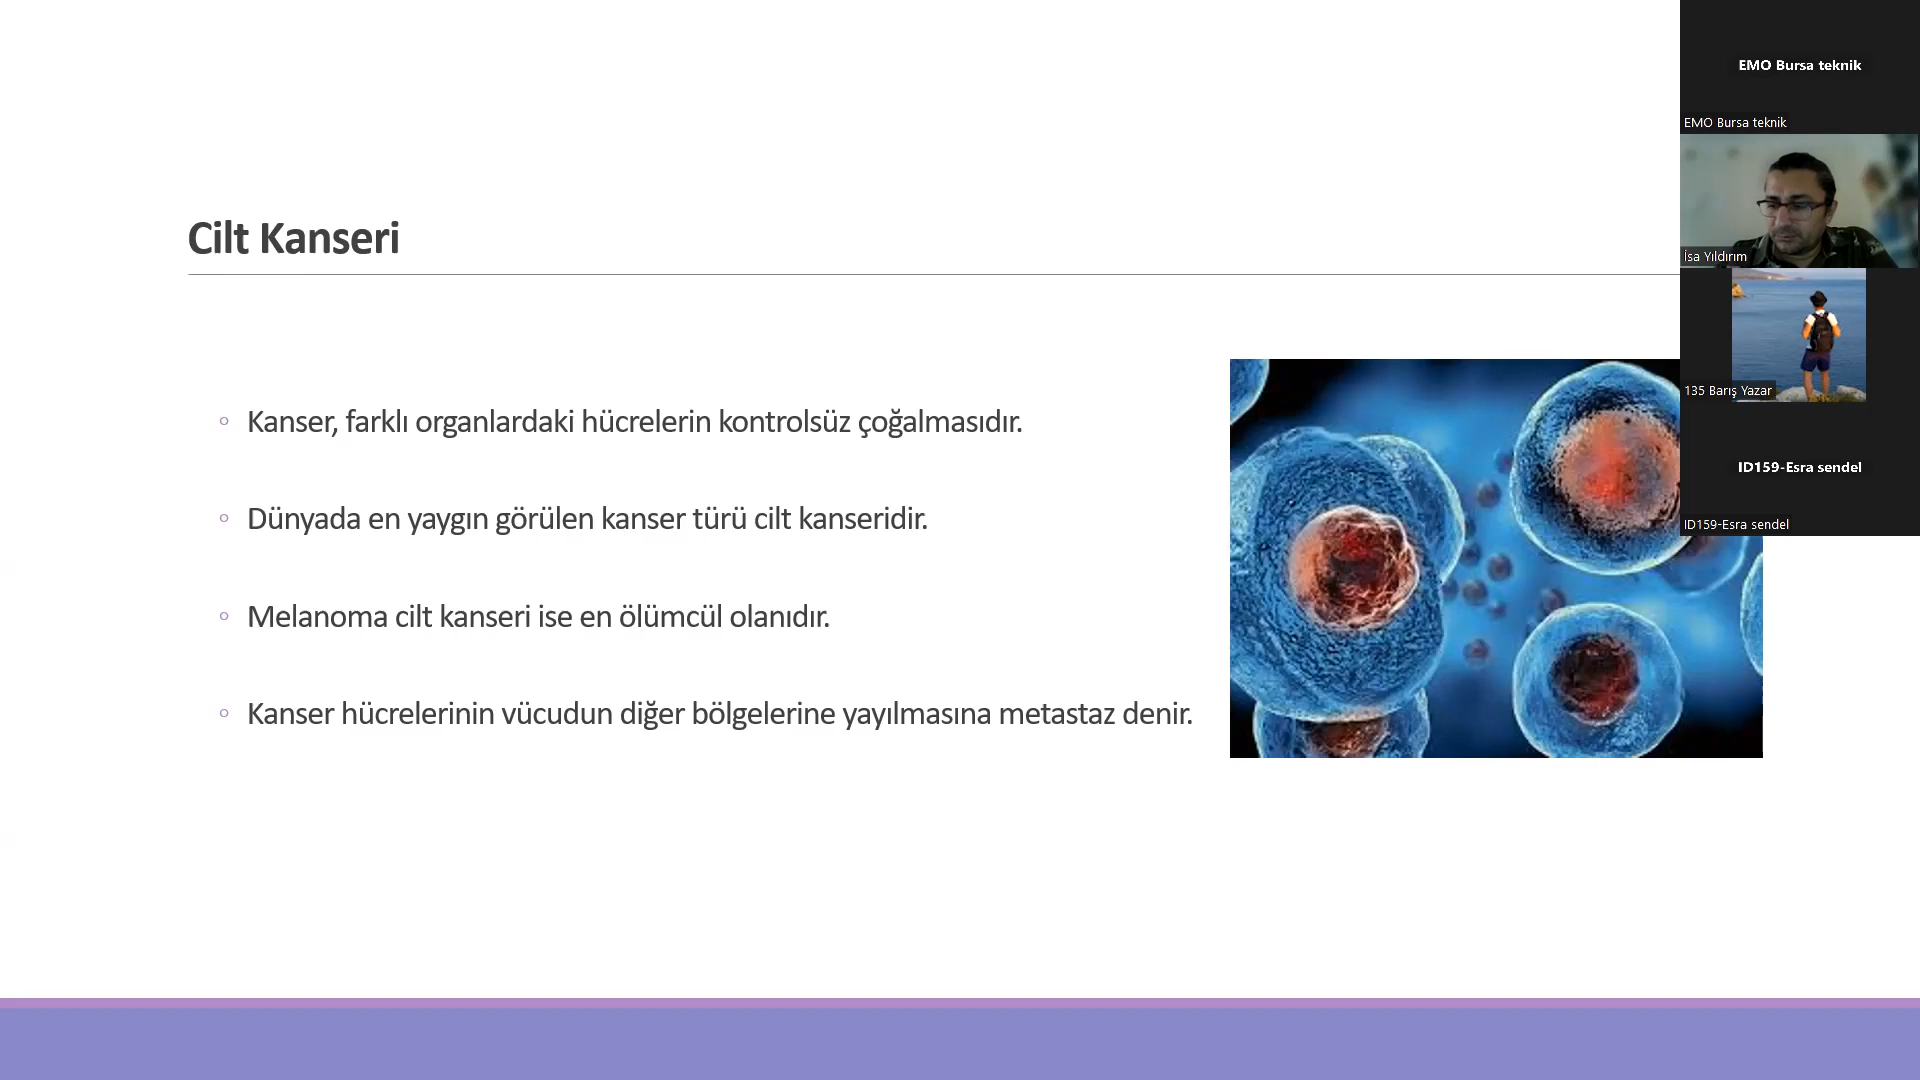 Cilt Kanseri
Kanser, farklı organlardaki hücrelerin kontrolsüz çoğalmasıdır.
Dünyada en yaygın görülen kanser türü cilt kanseridir.
Melanoma cilt kanseri ise en ölümcül olanıdır.
Kanser hücrelerinin vücudun diğer bölgelerine yayılmasına metastaz denir.
EMO Bursa teknik
EMO Bursa teknik
İsa Yıldırım
135 Barış Yazar
ID159-Esra sendel
ID159-Esra sendel